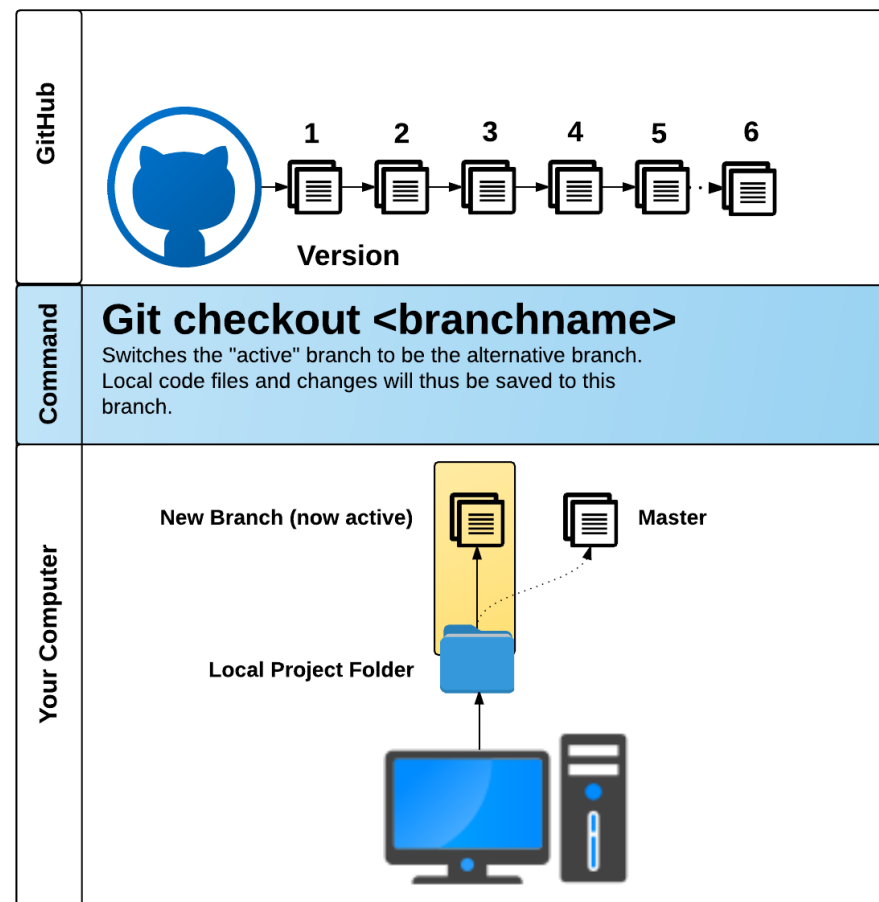 GitHub
1 2 3 4 5 6
Version
Command
Git checkout <branchname>
Switches the "active" branch to be the alternative branch.
Local code files and changes will thus be saved to this
branch.
Your Computer
New Branch (now active)
Master
Local Project Folder